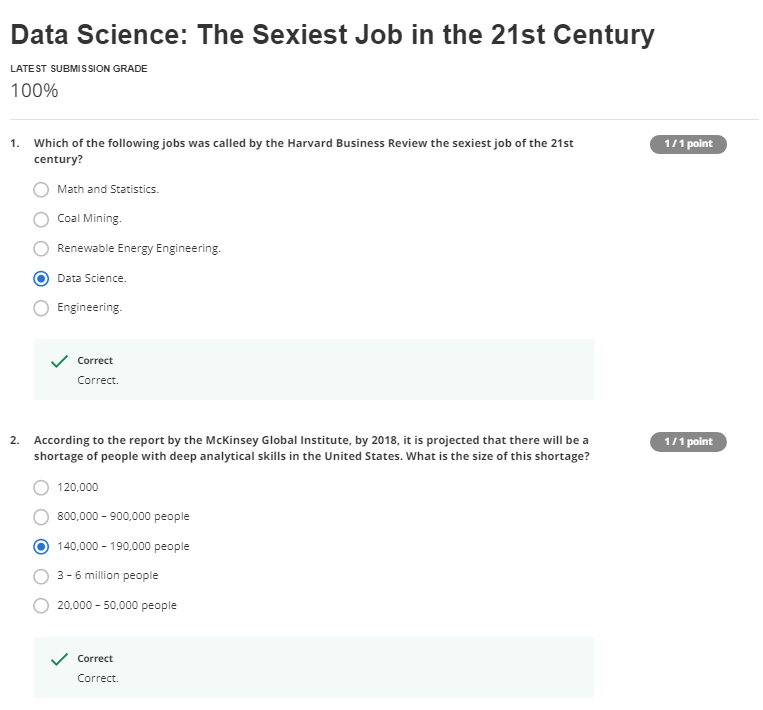 Data Science: The Sexiest Job in the 21st Century
LATEST SUBMISSION GRADE
100%
1. Which of the following jobs was called by the Harvard Business Review the sexiest job of the 21st
century?
1 / 1 point
Math and Statistics.
Coal Mining.
Renewable Energy Engineering.
Data Science.
Engineering.
Correct
Correct.
2. According to the report by the McKinsey Global Institute, by 2018, it is projected that there will be a
shortage of people with deep analytical skills in the United States. What is the size of this shortage?
1 / 1 point
120,000
800,000 – 900,000 people
140,000 – 190,000 people
3 – 6 million people
20,000 – 50,000 people
Correct
Correct.